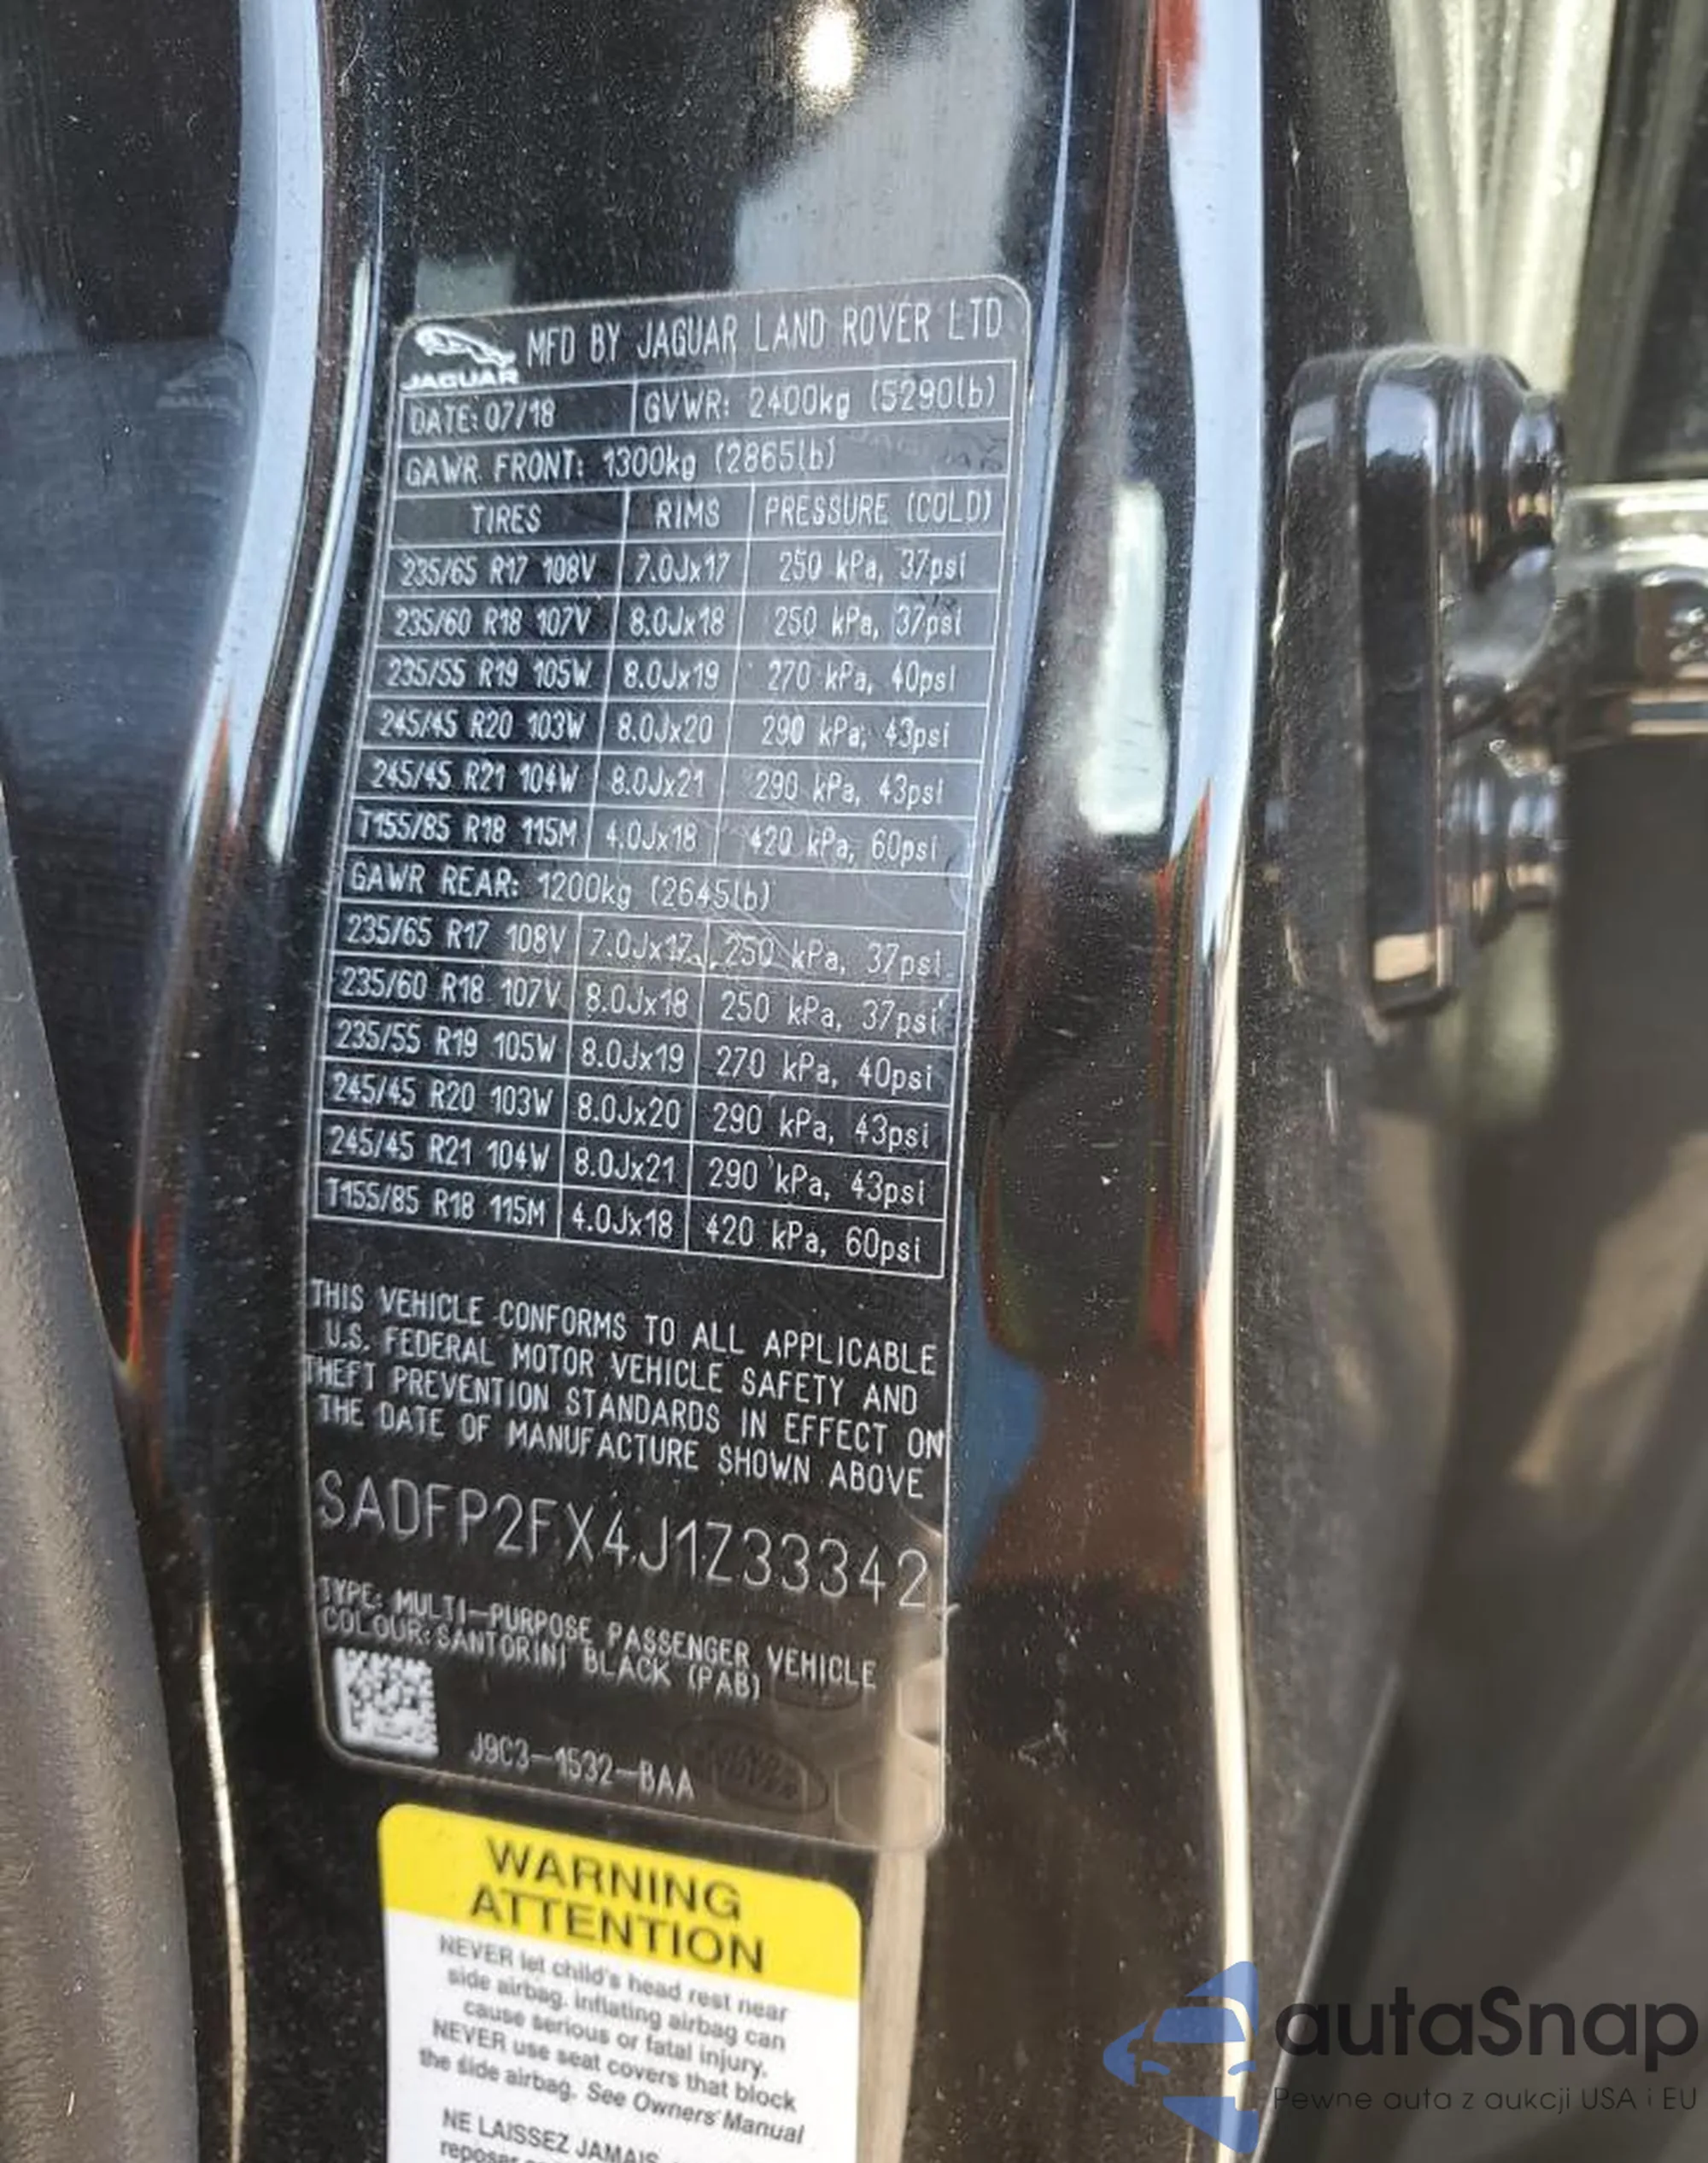 JAGUAR MFD BY JAGUAR LAND ROVER LTD
DATE: 07/18 GVWR: 2400kg (5290lb)
GAWR FRONT: 1300kg (2865lb)
TIRES RIMS PRESSURE (COLD)
235/65 R17 108V 7.0Jx17 250 kPa, 37psi
235/60 R18 107V 8.0Jx18 250 kPa, 37psi
235/55 R19 105W 8.0Jx19 270 kPa, 40psi
245/45 R20 103W 8.0Jx20 290 kPa, 43psi
245/45 R21 104W 8.0Jx21 290 kPa, 43psi
T155/85 R18 115M 4.0Jx18 420 kPa, 60psi
GAWR REAR: 1200kg (2645lb)
235/65 R17 108V 7.0Jx17 250 kPa, 37psi
235/60 R18 107V 8.0Jx18 250 kPa, 37psi
235/55 R19 105W 8.0Jx19 270 kPa, 40psi
245/45 R20 103W 8.0Jx20 290 kPa, 43psi
245/45 R21 104W 8.0Jx21 290 kPa, 43psi
T155/85 R18 115M 4.0Jx18 420 kPa, 60psi
THIS VEHICLE CONFORMS TO ALL APPLICABLE
U.S. FEDERAL MOTOR VEHICLE SAFETY AND
THEFT PREVENTION STANDARDS IN EFFECT ON
THE DATE OF MANUFACTURE SHOWN ABOVE
SADFP2FX4J1Z33342
TYPE: MULTI-PURPOSE PASSENGER VEHICLE
COLOUR: SANTORINI BLACK (PAB)
J9C3-1532-BAA
WARNING
ATTENTION
NEVER let child's head rest near
side airbag, inflating airbag can
cause serious or fatal injury.
NEVER use seat covers that block
the side airbag. See Owners' Manual
NE LAISSEZ JAMAIS
autaSnap
Pewne auta z aukcji USA i EU